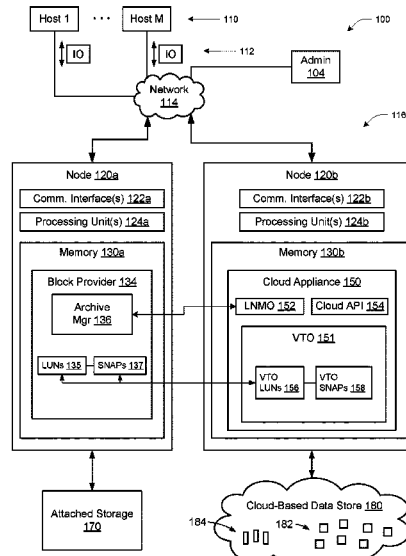 Host 1 ... Host M 110
100
IO IO 112
Admin
104
Network
114
116
Node 120a
Comm. Interface(s) 122a
Processing Unit(s) 124a
Memory 130a
Block Provider 134
Archive
Mgr 136
LUNs 135 SNAPs 137
Attached Storage
170
Node 120b
Comm. Interface(s) 122b
Processing Unit(s) 124b
Memory 130b
Cloud Appliance 150
LNMO 152 Cloud API 154
VTO 151
VTO
LUNs 156
VTO
SNAPs 158
Cloud-Based Data Store 180
184 182